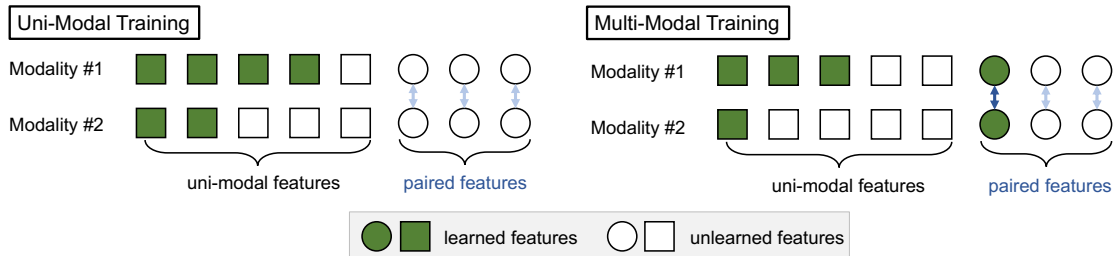 Uni-Modal Training
Multi-Modal Training
Modality #1
Modality #2
uni-modal features
paired features
Modality #1
Modality #2
uni-modal features
paired features
learned features
unlearned features